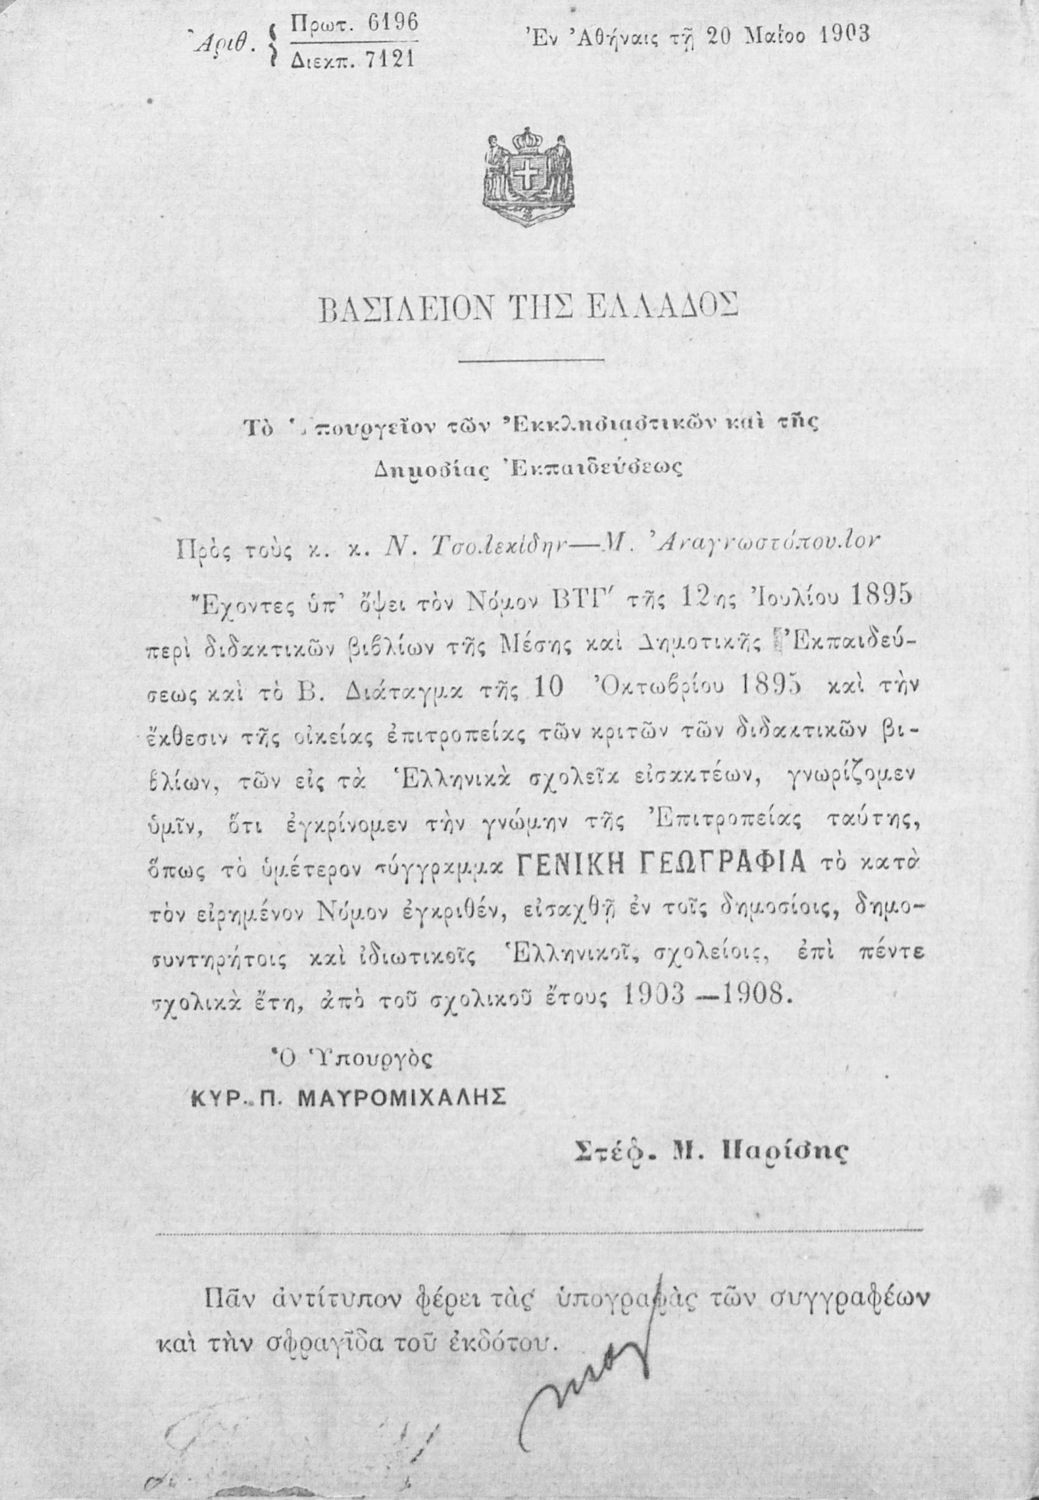 Ἀριθ. { Πρωτ. 6196
Διεκπ. 7121
Ἐν Ἀθήναις τῇ 20 Μαΐου 1903
ΒΑΣΙΛΕΙΟΝ ΤΗΣ ΕΛΛΑΔΟΣ
Τὸ Ὑπουργεῖον τῶν Ἐκκλησιαστικῶν καὶ τῆς
Δημοσίας Ἐκπαιδεύσεως
Πρὸς τοὺς κ. κ. Ν. Τσολεκίδην—Μ. Ἀναγνωστόπουλον
Ἔχοντες ὑπ' ὄψει τὸν Νόμον ΒΤΓ′ τῆς 12ης Ἰουλίου 1895
περὶ διδακτικῶν βιβλίων τῆς Μέσης καὶ Δημοτικῆς Ἐκπαιδεύ-
σεως καὶ τὸ Β. Διάταγμα τῆς 10 Ὀκτωβρίου 1895 καὶ τὴν
ἔκθεσιν τῆς οἰκείας ἐπιτροπείας τῶν κριτῶν τῶν διδακτικῶν βι-
βλίων, τῶν εἰς τὰ Ἑλληνικὰ σχολεῖα εἰσακτέων, γνωρίζομεν
ὑμῖν, ὅτι ἐγκρίνομεν τὴν γνώμην τῆς Ἐπιτροπείας ταύτης,
ὅπως τὸ ὑμέτερον σύγγραμμα ΓΕΝΙΚΗ ΓΕΩΓΡΑΦΙΑ τὸ κατὰ
τὸν εἰρημένον Νόμον ἐγκριθέν, εἰσαχθῇ ἐν τοῖς δημοσίοις, δημο-
συντηρήτοις καὶ ἰδιωτικοῖς Ἑλληνικοῖς σχολείοις, ἐπὶ πέντε
σχολικὰ ἔτη, ἀπὸ τοῦ σχολικοῦ ἔτους 1903—1908.
Ὁ Ὑπουργὸς
ΚΥΡ. Π. ΜΑΥΡΟΜΙΧΑΛΗΣ
Στέφ. Μ. Παρίσης
Πᾶν ἀντίτυπον φέρει τὰς ὑπογραφὰς τῶν συγγραφέων
καὶ τὴν σφραγῖδα τοῦ ἐκδότου.